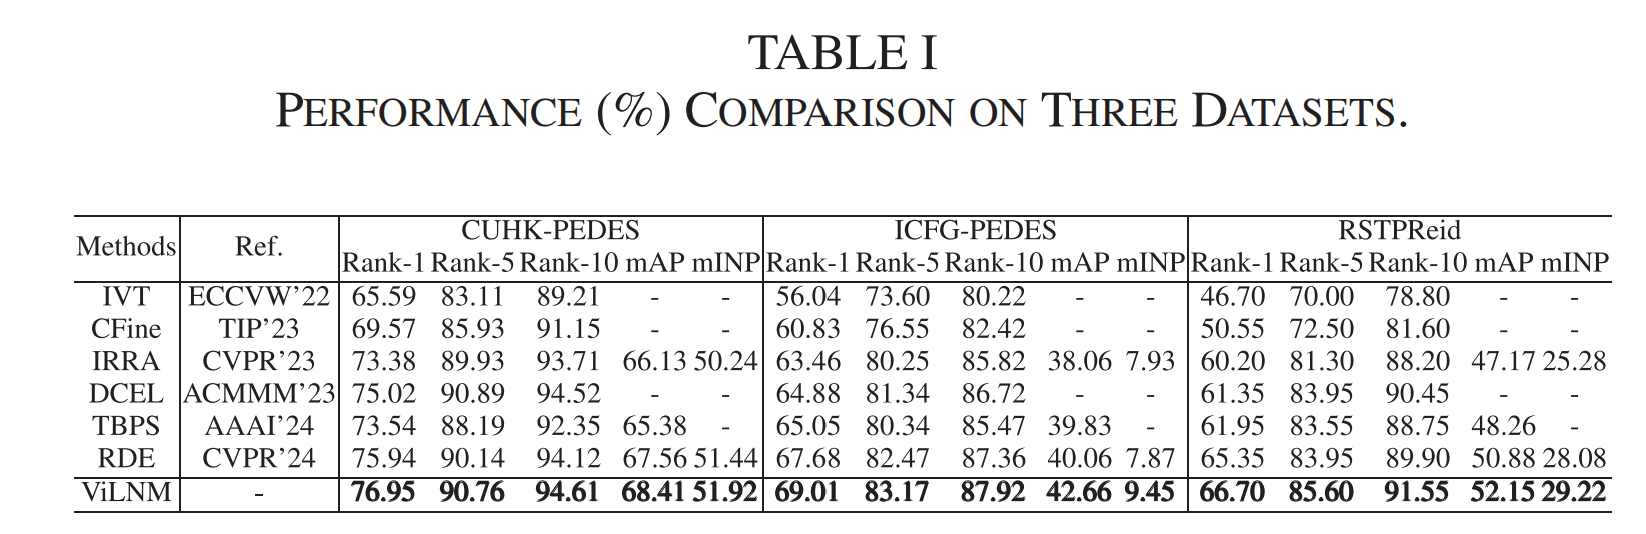 TABLE I
PERFORMANCE (%) COMPARISON ON THREE DATASETS.
Methods Ref. CUHK-PEDES ICFG-PEDES RSTPReid
Rank-1 Rank-5 Rank-10 mAP mINP Rank-1 Rank-5 Rank-10 mAP mINP Rank-1 Rank-5 Rank-10 mAP mINP
IVT ECCVW’22 65.59 83.11 89.21 - - 56.04 73.60 80.22 - - 46.70 70.00 78.80 - -
CFine TIP’23 69.57 85.93 91.15 - - 60.83 76.55 82.42 - - 50.55 72.50 81.60 - -
IRRA CVPR’23 73.38 89.93 93.71 66.13 50.24 63.46 80.25 85.82 38.06 7.93 60.20 81.30 88.20 47.17 25.28
DCEL ACMMM’23 75.02 90.89 94.52 - - 64.88 81.34 86.72 - - 61.35 83.95 90.45 - -
TBPS AAAI’24 73.54 88.19 92.35 65.38 - 65.05 80.34 85.47 39.83 - 61.95 83.55 88.75 48.26 -
RDE CVPR’24 75.94 90.14 94.12 67.56 51.44 67.68 82.47 87.36 40.06 7.87 65.35 83.95 89.90 50.88 28.08
ViLNM - 76.95 90.76 94.61 68.41 51.92 69.01 83.17 87.92 42.66 9.45 66.70 85.60 91.55 52.15 29.22